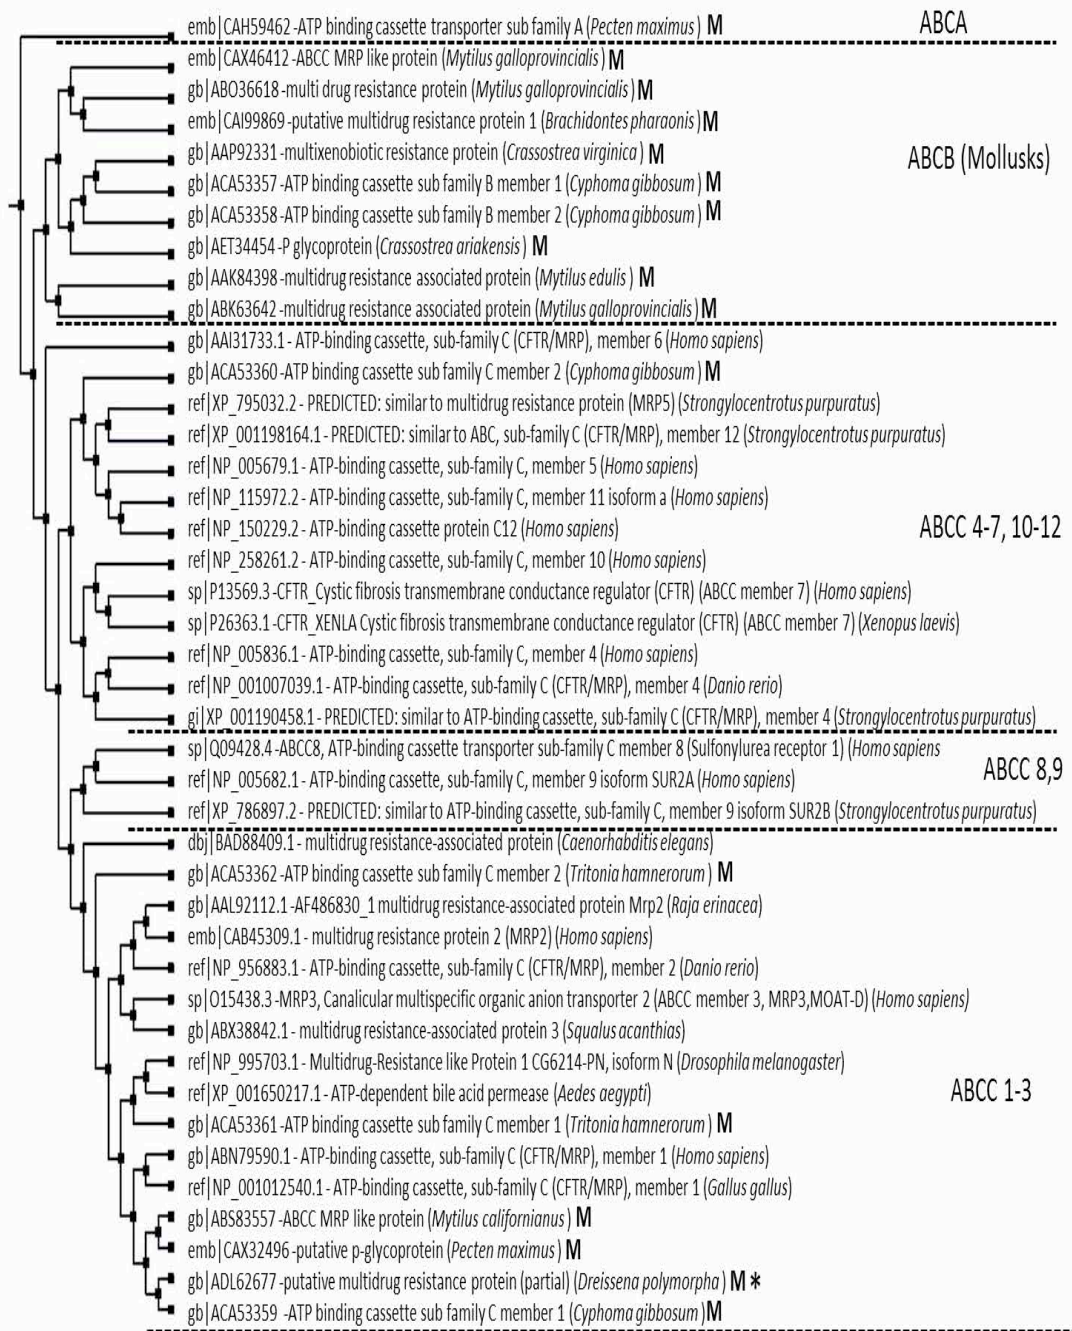 emb|CAH59462 -ATP binding cassette transporter sub family A (Pecten maximus ) M
ABCA
emb|CAX46412 -ABCC MRP like protein (Mytilus galloprovincialis) M
gb|ABO36618 -multi drug resistance protein (Mytilus galloprovincialis ) M
emb|CAI99869 -putative multidrug resistance protein 1 (Brachidontes pharaonis ) M
gb|AAP92331 -multixenobiotic resistance protein (Crassostrea virginica ) M
ABCB (Mollusks)
gb|ACA53357 -ATP binding cassette sub family B member 1 (Cyphoma gibbosum ) M
gb|ACA53358 -ATP binding cassette sub family B member 2 (Cyphoma gibbosum ) M
gb|AET34454 -P glycoprotein (Crassostrea ariakensis ) M
gb|AAK84398 -multidrug resistance associated protein (Mytilus edulis ) M
gb|ABK63642 -multidrug resistance associated protein (Mytilus galloprovincialis ) M
gb|AAI31733.1 - ATP-binding cassette, sub-family C (CFTR/MRP), member 6 (Homo sapiens)
gb|ACA53360 -ATP binding cassette sub family C member 2 (Cyphoma gibbosum ) M
ref|XP_795032.2 - PREDICTED: similar to multidrug resistance protein (MRP5) (Strongylocentrotus purpuratus)
ref|XP_001198164.1 - PREDICTED: similar to ABC, sub-family C (CFTR/MRP), member 12 (Strongylocentrotus purpuratus)
ref|NP_005679.1 - ATP-binding cassette, sub-family C, member 5 (Homo sapiens)
ref|NP_115972.2 - ATP-binding cassette, sub-family C, member 11 isoform a (Homo sapiens)
ref|NP_150229.2 - ATP-binding cassette protein C12 (Homo sapiens)
ABCC 4-7, 10-12
ref|NP_258261.2 - ATP-binding cassette, sub-family C, member 10 (Homo sapiens)
sp|P13569.3 -CFTR_Cystic fibrosis transmembrane conductance regulator (CFTR) (ABCC member 7) (Homo sapiens)
sp|P26363.1 -CFTR_XENLA Cystic fibrosis transmembrane conductance regulator (CFTR) (ABCC member 7) (Xenopus laevis)
ref|NP_005836.1 - ATP-binding cassette, sub-family C, member 4 (Homo sapiens)
ref|NP_001007039.1 - ATP-binding cassette, sub-family C (CFTR/MRP), member 4 (Danio rerio)
gi|XP_001190458.1 - PREDICTED: similar to ATP-binding cassette, sub-family C (CFTR/MRP), member 4 (Strongylocentrotus purpuratus)
sp|Q09428.4 -ABCC8, ATP-binding cassette transporter sub-family C member 8 (Sulfonylurea receptor 1) (Homo sapiens
ABCC 8,9
ref|NP_005682.1 - ATP-binding cassette, sub-family C, member 9 isoform SUR2A (Homo sapiens)
ref|XP_786897.2 - PREDICTED: similar to ATP-binding cassette, sub-family C, member 9 isoform SUR2B (Strongylocentrotus purpuratus)
dbj|BAD88409.1 - multidrug resistance-associated protein (Caenorhabditis elegans)
gb|ACA53362 -ATP binding cassette sub family C member 2 (Tritonia hamnerorum ) M
gb|AAL92112.1 -AF486830_1 multidrug resistance-associated protein Mrp2 (Raja erinacea)
emb|CAB45309.1 - multidrug resistance protein 2 (MRP2) (Homo sapiens)
ref|NP_956883.1 - ATP-binding cassette, sub-family C (CFTR/MRP), member 2 (Danio rerio)
sp|O15438.3 -MRP3, Canalicular multispecific organic anion transporter 2 (ABCC member 3, MRP3,MOAT-D) (Homo sapiens)
gb|ABX38842.1 - multidrug resistance-associated protein 3 (Squalus acanthias)
ref|NP_995703.1 - Multidrug-Resistance like Protein 1 CG6214-PN, isoform N (Drosophila melanogaster)
ref|XP_001650217.1 - ATP-dependent bile acid permease (Aedes aegypti)
ABCC 1-3
gb|ACA53361 -ATP binding cassette sub family C member 1 (Tritonia hamnerorum ) M
gb|ABN79590.1 - ATP-binding cassette, sub-family C (CFTR/MRP), member 1 (Homo sapiens)
ref|NP_001012540.1 - ATP-binding cassette, sub-family C (CFTR/MRP), member 1 (Gallus gallus)
gb|ABS83557 -ABCC MRP like protein (Mytilus californianus ) M
emb|CAX32496 -putative p-glycoprotein (Pecten maximus ) M
gb|ADL62677 -putative multidrug resistance protein (partial) (Dreissena polymorpha ) M *
gb|ACA53359 -ATP binding cassette sub family C member 1 (Cyphoma gibbosum ) M